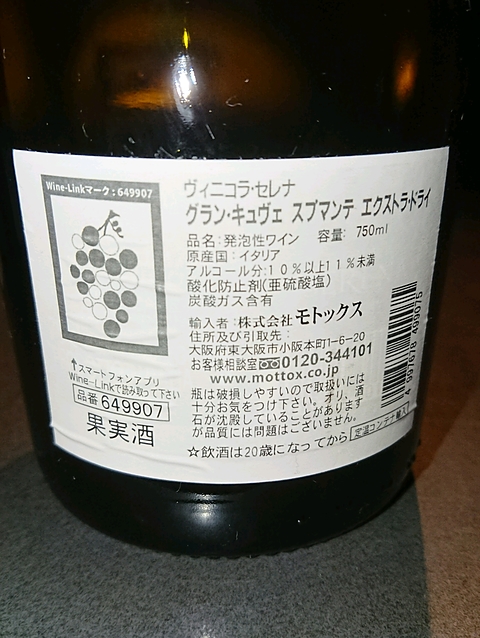 Wine-Linkマーク:649907
↑スマートフォンアプリ
Wine-Linkで読み取って下さい
品番 649907
果実酒
ヴィニコラ・セレナ
グラン・キュヴェ スプマンテ エクストラ・ドライ
品名:発泡性ワイン 容量: 750ml
原産国:イタリア
アルコール分:10%以上11%未満
酸化防止剤(亜硫酸塩)
炭酸ガス含有
輸入者:株式会社モトックス
住所及び引取先:
大阪府東大阪市小阪本町1-6-20
お客様相談室 0120-344101
www.mottox.co.jp
瓶は破損しやすいので取扱いには
十分お気をつけ下さい。オリ、酒
石が沈殿していることがあります
が品質には問題はございません。
☆飲酒は20歳になってから 定温コンテナ輸入
4 997678 499075